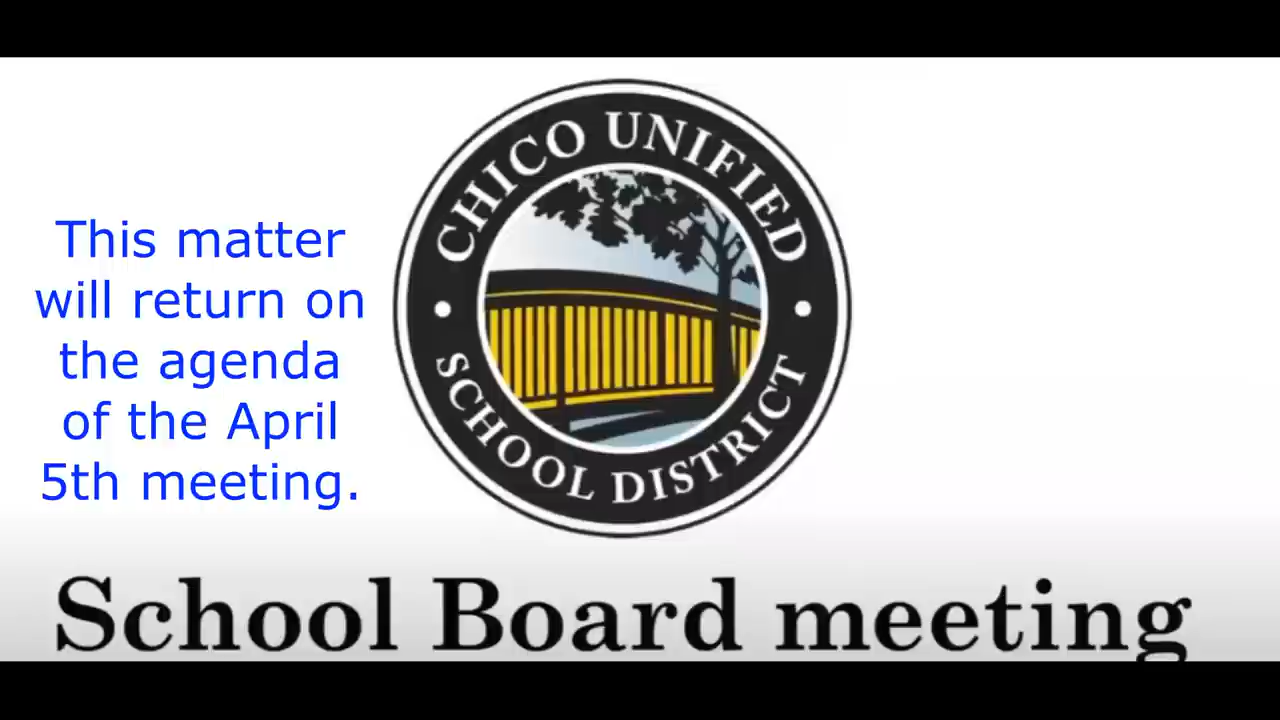 CHICO UNIFIED
SCHOOL DISTRICT
This matter
will return on
the agenda
of the April
5th meeting.
School Board meeting